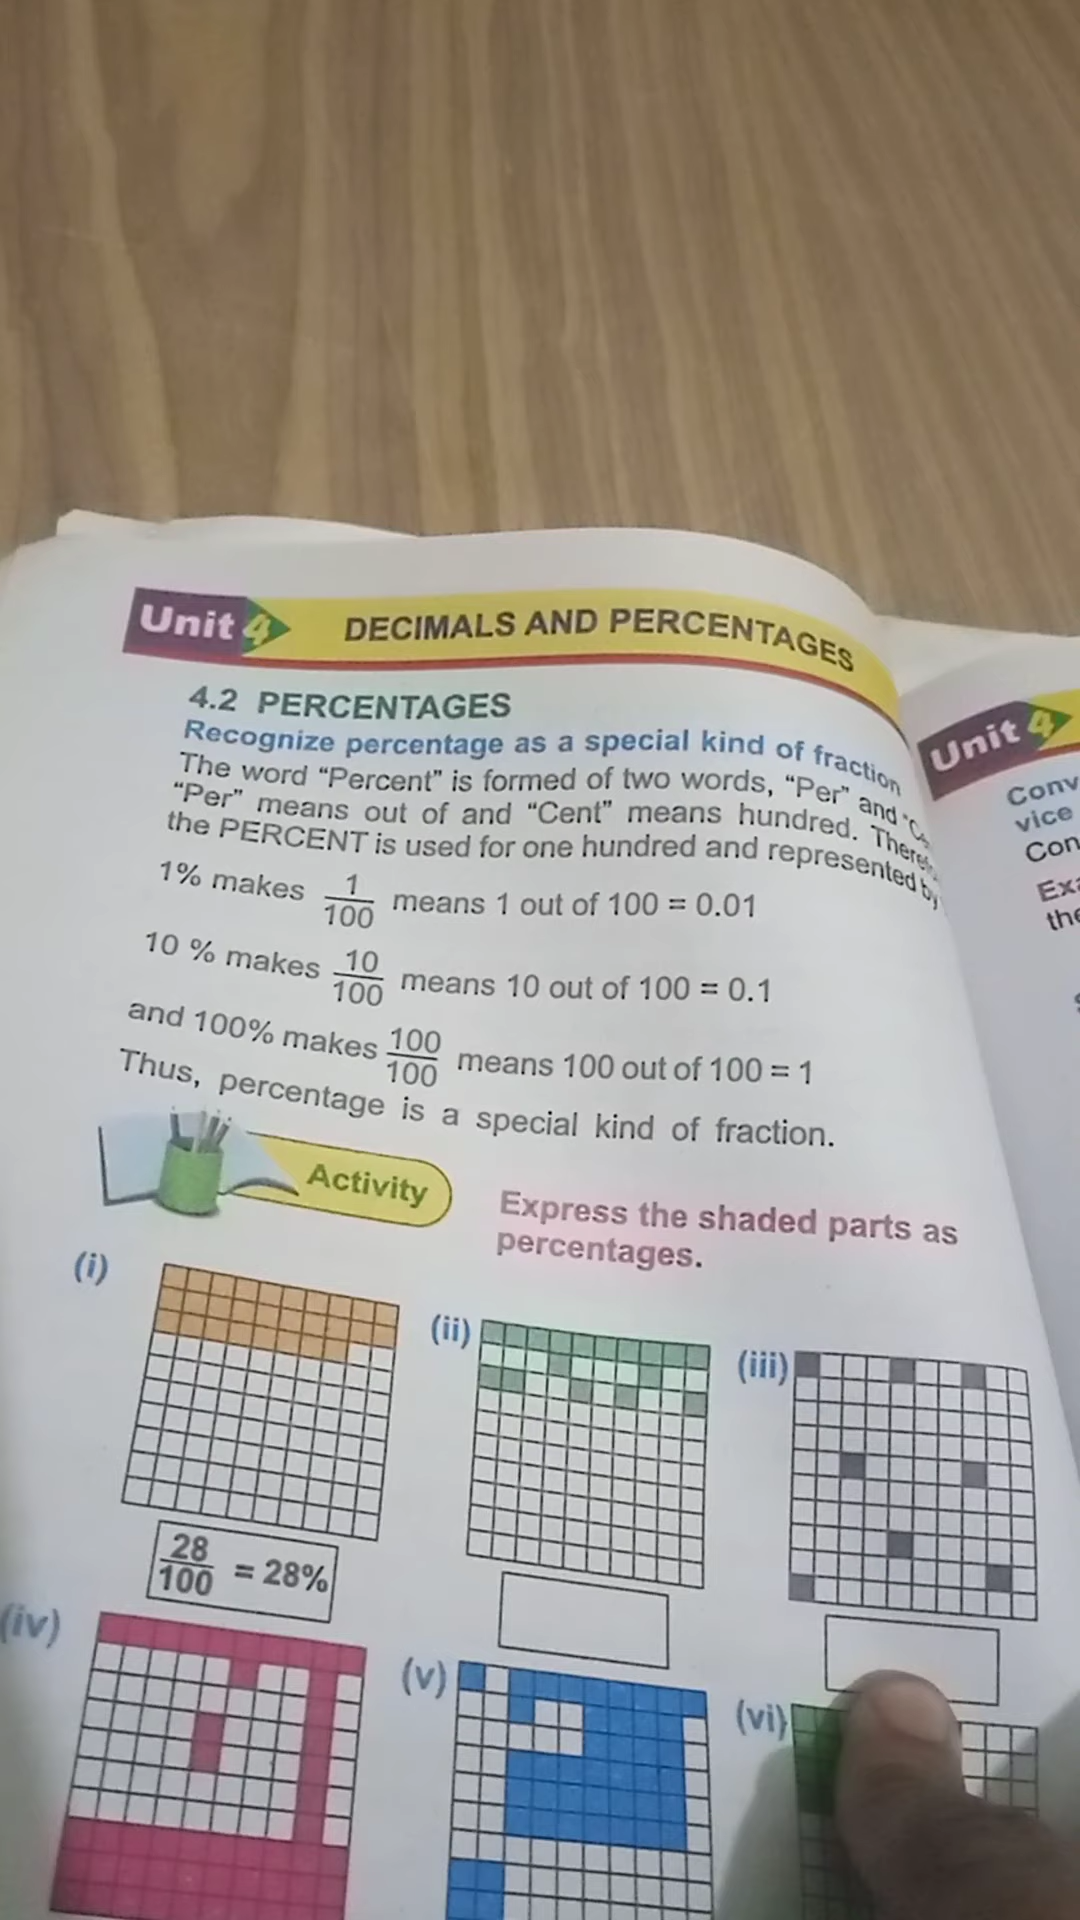 Unit 4
DECIMALS AND PERCENTAGES
4.2 PERCENTAGES
Recognize percentage as a special kind of fraction
The word “Percent” is formed of two words, “Per” and
“Per” means out of and “Cent” means hundred.
the PERCENT is used for one hundred and represented by
1% makes 1/100 means 1 out of 100 = 0.01
10 % makes 10/100 means 10 out of 100 = 0.1
and 100% makes 100/100 means 100 out of 100 = 1
Thus, percentage is a special kind of fraction.
Activity
Express the shaded parts as
percentages.
(i)
(ii)
(iii)
28/100 = 28%
(iv)
(v)
(vi)
Unit 4
vice